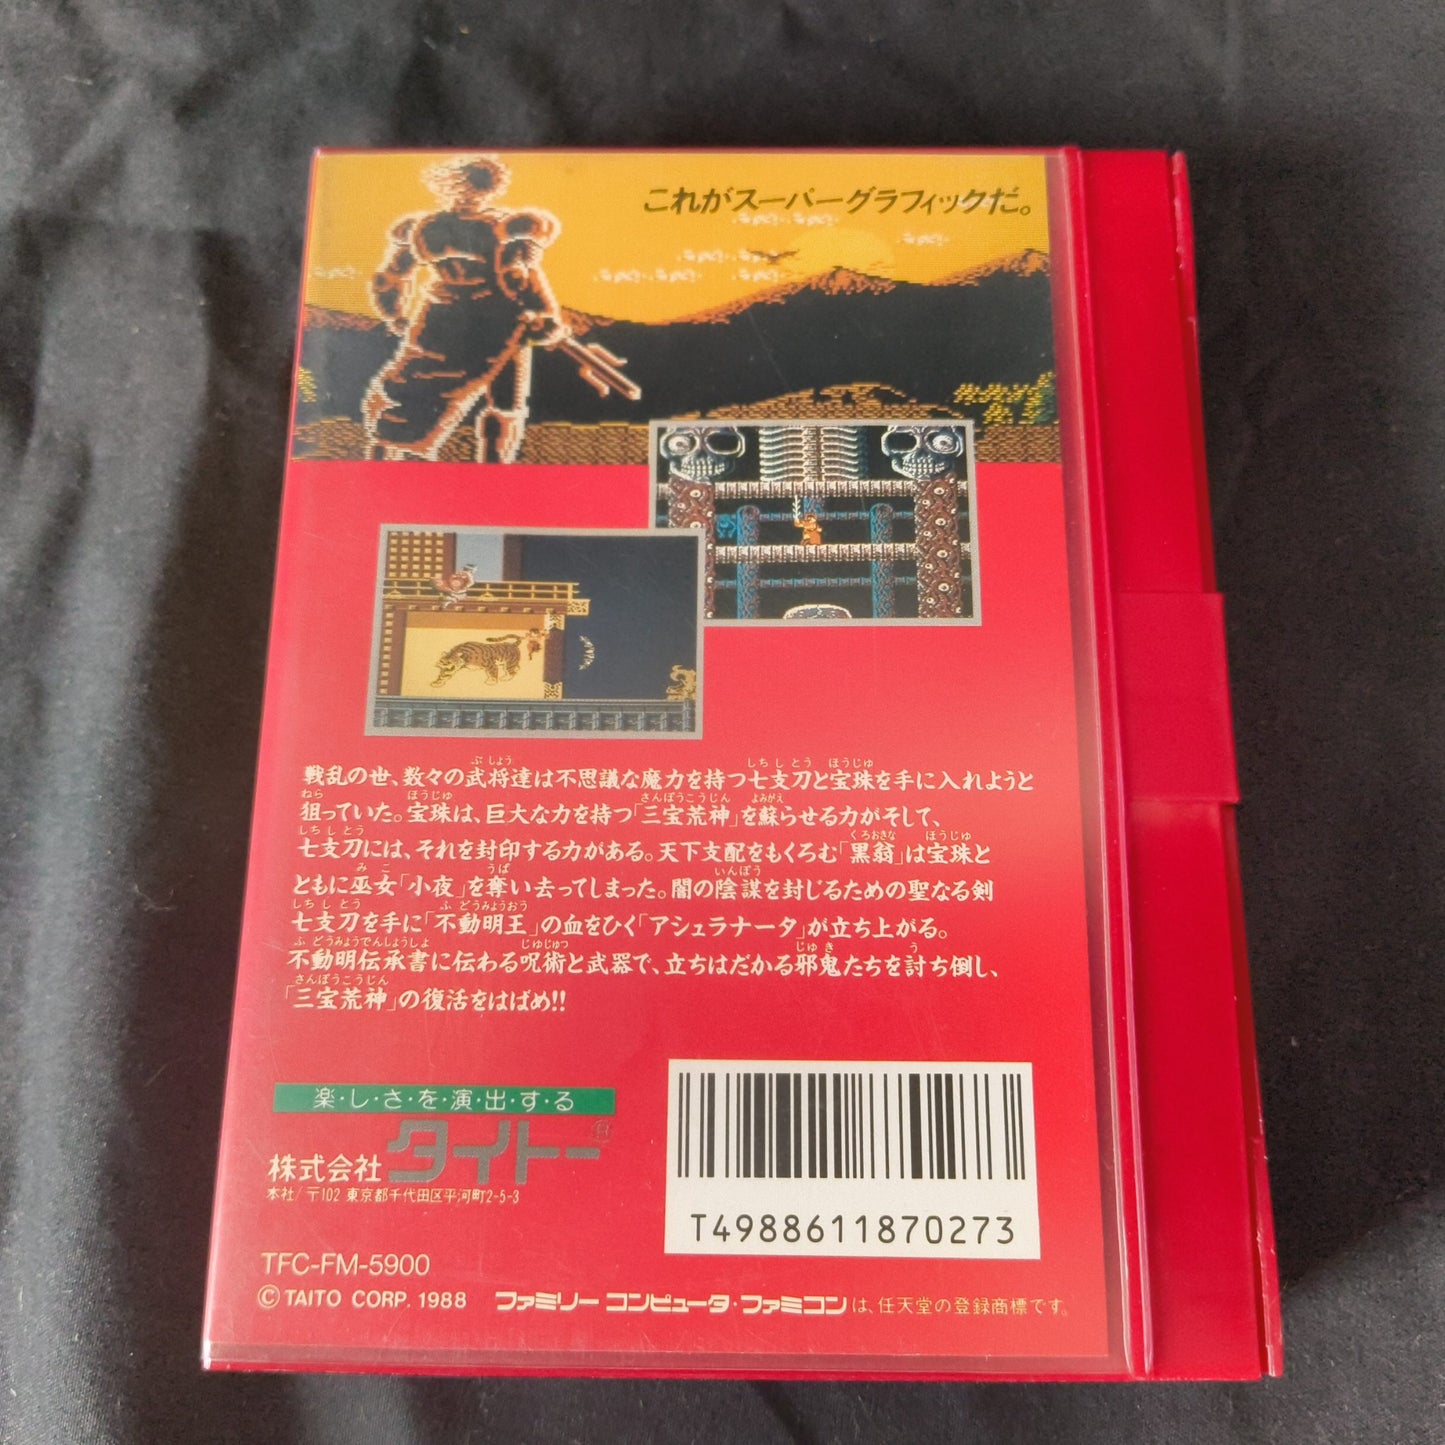 これがスーパーグラフィックだ。
戦乱の世、数々の武将達は不思議な魔力を持つ七支刀と宝珠を手に入れようと
狙っていた。宝珠は、巨大な力を持つ「三宝荒神」を蘇らせる力がそして、
七支刀には、それを封印する力がある。天下支配をもくろむ「黒翁」は宝珠と
ともに巫女「小夜」を奪い去ってしまった。闇の陰謀を封じるための聖なる剣
七支刀を手に「不動明王」の血をひく「アシュラナータ」が立ち上がる。
不動明伝承書に伝わる呪術と武器で、立ちはだかる邪鬼たちを討ち倒し、
「三宝荒神」の復活をはばめ!!
楽・し・さ・を・演・出・す・る
株式会社 タイトー®
本社/〒102 東京都千代田区平河町2-5-3
T4988611870273
TFC-FM-5900
© TAITO CORP. 1988 ファミリーコンピュータ・ファミコンは、任天堂の登録商標です。